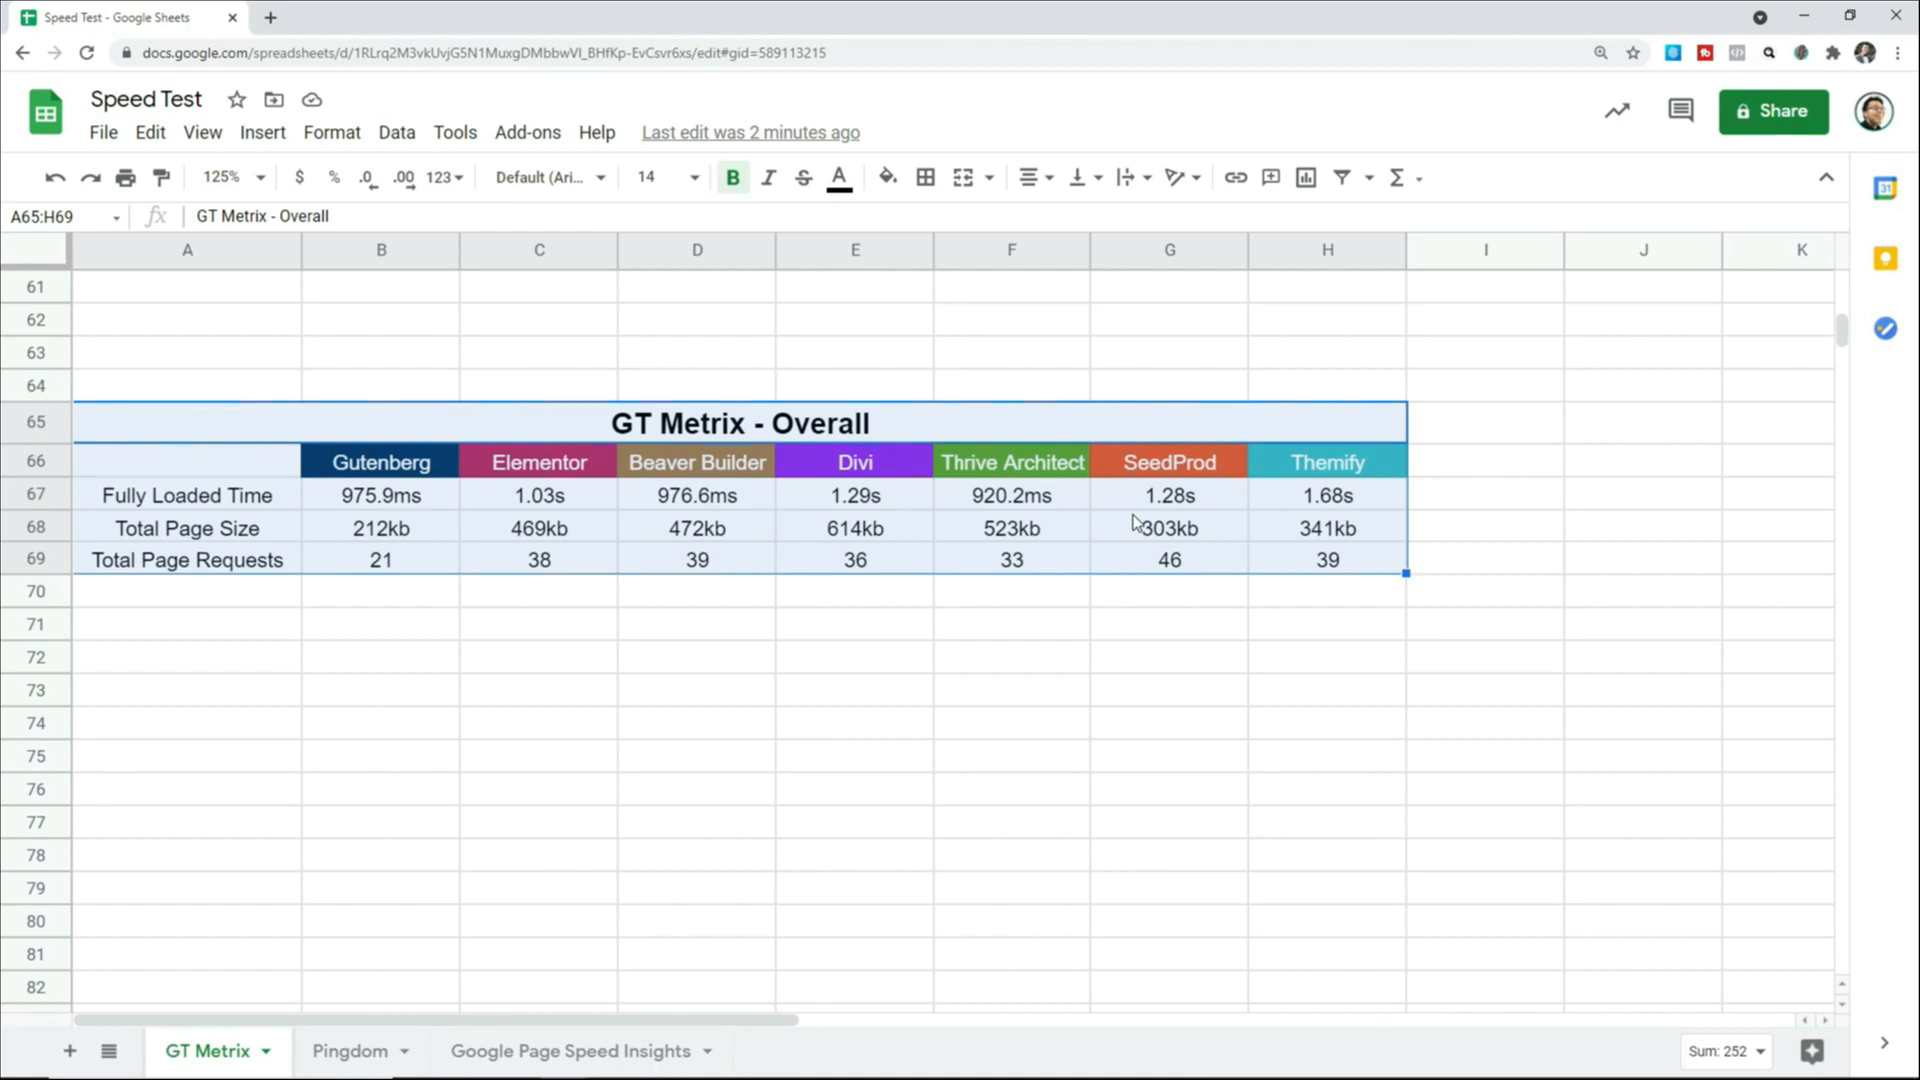 Speed Test - Google Sheets
docs.google.com/spreadsheets/d/1RLrq2M3vkUvjG5N1MuxgDMbbwVI_BHfKp-EvCsvr6xs/edit#gid=589113215
Speed Test
File Edit View Insert Format Data Tools Add-ons Help Last edit was 2 minutes ago
Share
125% $ % .0 .00 123 Default (Ari... 14 B I S A Σ
31
A65:H69 fx GT Metrix - Overall
A B C D E F G H I J K
61
62
63
64
65 GT Metrix - Overall
66 Gutenberg Elementor Beaver Builder Divi Thrive Architect SeedProd Themify
67 Fully Loaded Time 975.9ms 1.03s 976.6ms 1.29s 920.2ms 1.28s 1.68s
68 Total Page Size 212kb 469kb 472kb 614kb 523kb 303kb 341kb
69 Total Page Requests 21 38 39 36 33 46 39
70
71
72
73
74
75
76
77
78
79
80
81
82
GT Metrix Pingdom Google Page Speed Insights Sum: 252